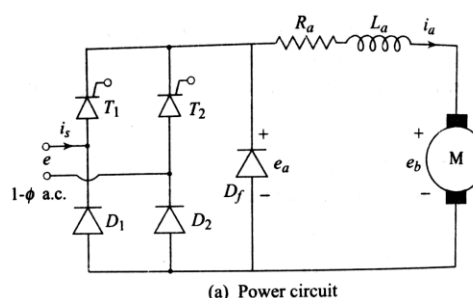 R_a L_a i_a
T_1 T_2
i_s
e
1-ϕ a.c.
+ +
e_a e_b M
D_f
- -
D_1 D_2
(a) Power circuit